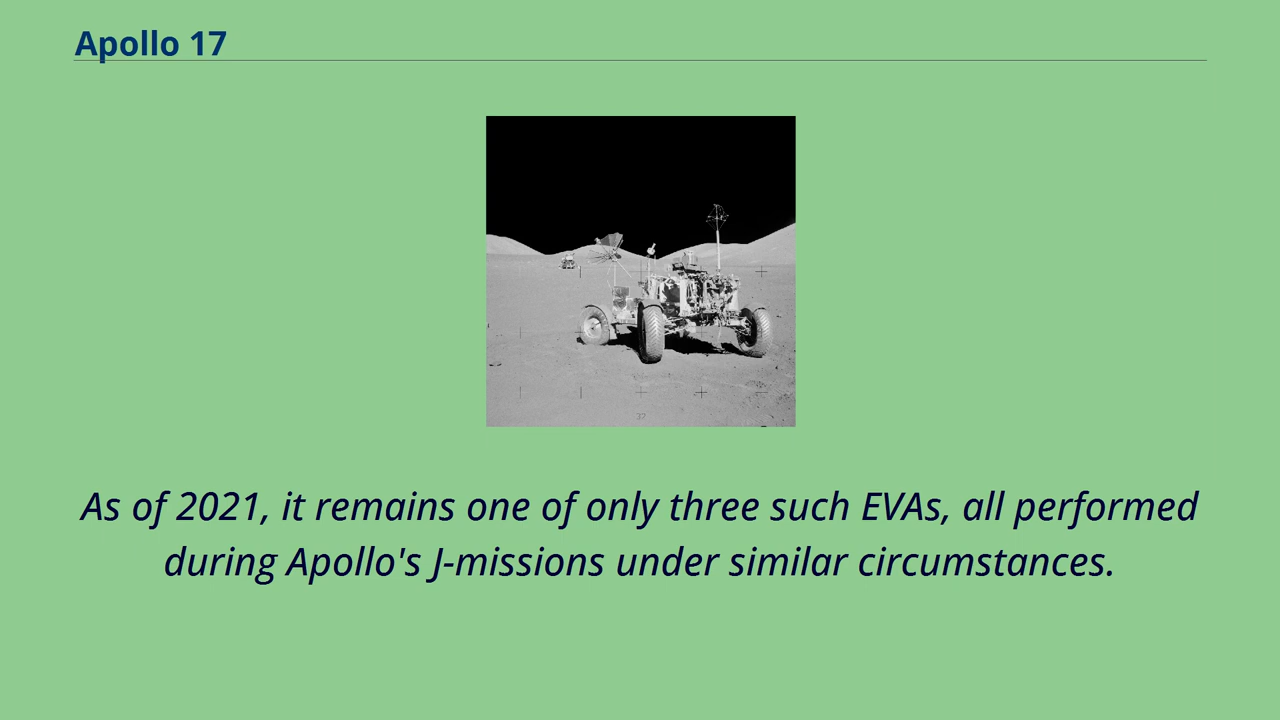 Apollo 17
37
As of 2021, it remains one of only three such EVAs, all performed
during Apollo's J-missions under similar circumstances.